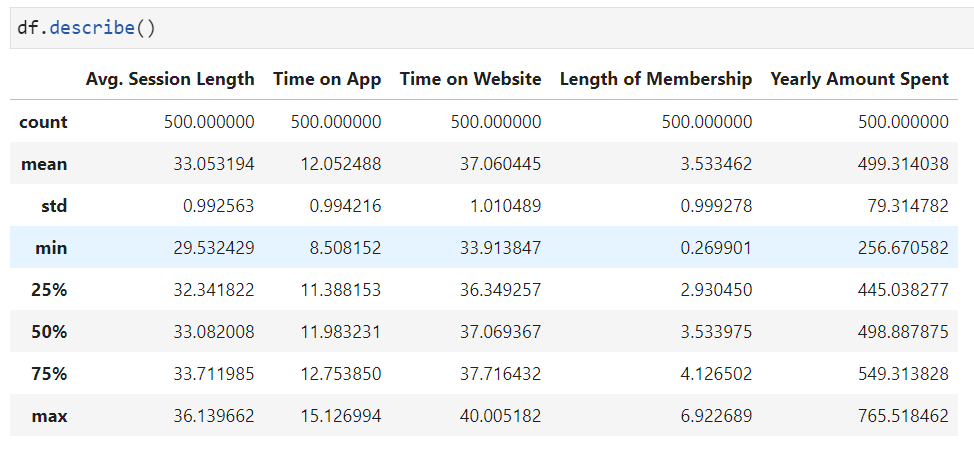 df.describe()
Avg. Session Length Time on App Time on Website Length of Membership Yearly Amount Spent
count 500.000000 500.000000 500.000000 500.000000 500.000000
mean 33.053194 12.052488 37.060445 3.533462 499.314038
std 0.992563 0.994216 1.010489 0.999278 79.314782
min 29.532429 8.508152 33.913847 0.269901 256.670582
25% 32.341822 11.388153 36.349257 2.930450 445.038277
50% 33.082008 11.983231 37.069367 3.533975 498.887875
75% 33.711985 12.753850 37.716432 4.126502 549.313828
max 36.139662 15.126994 40.005182 6.922689 765.518462